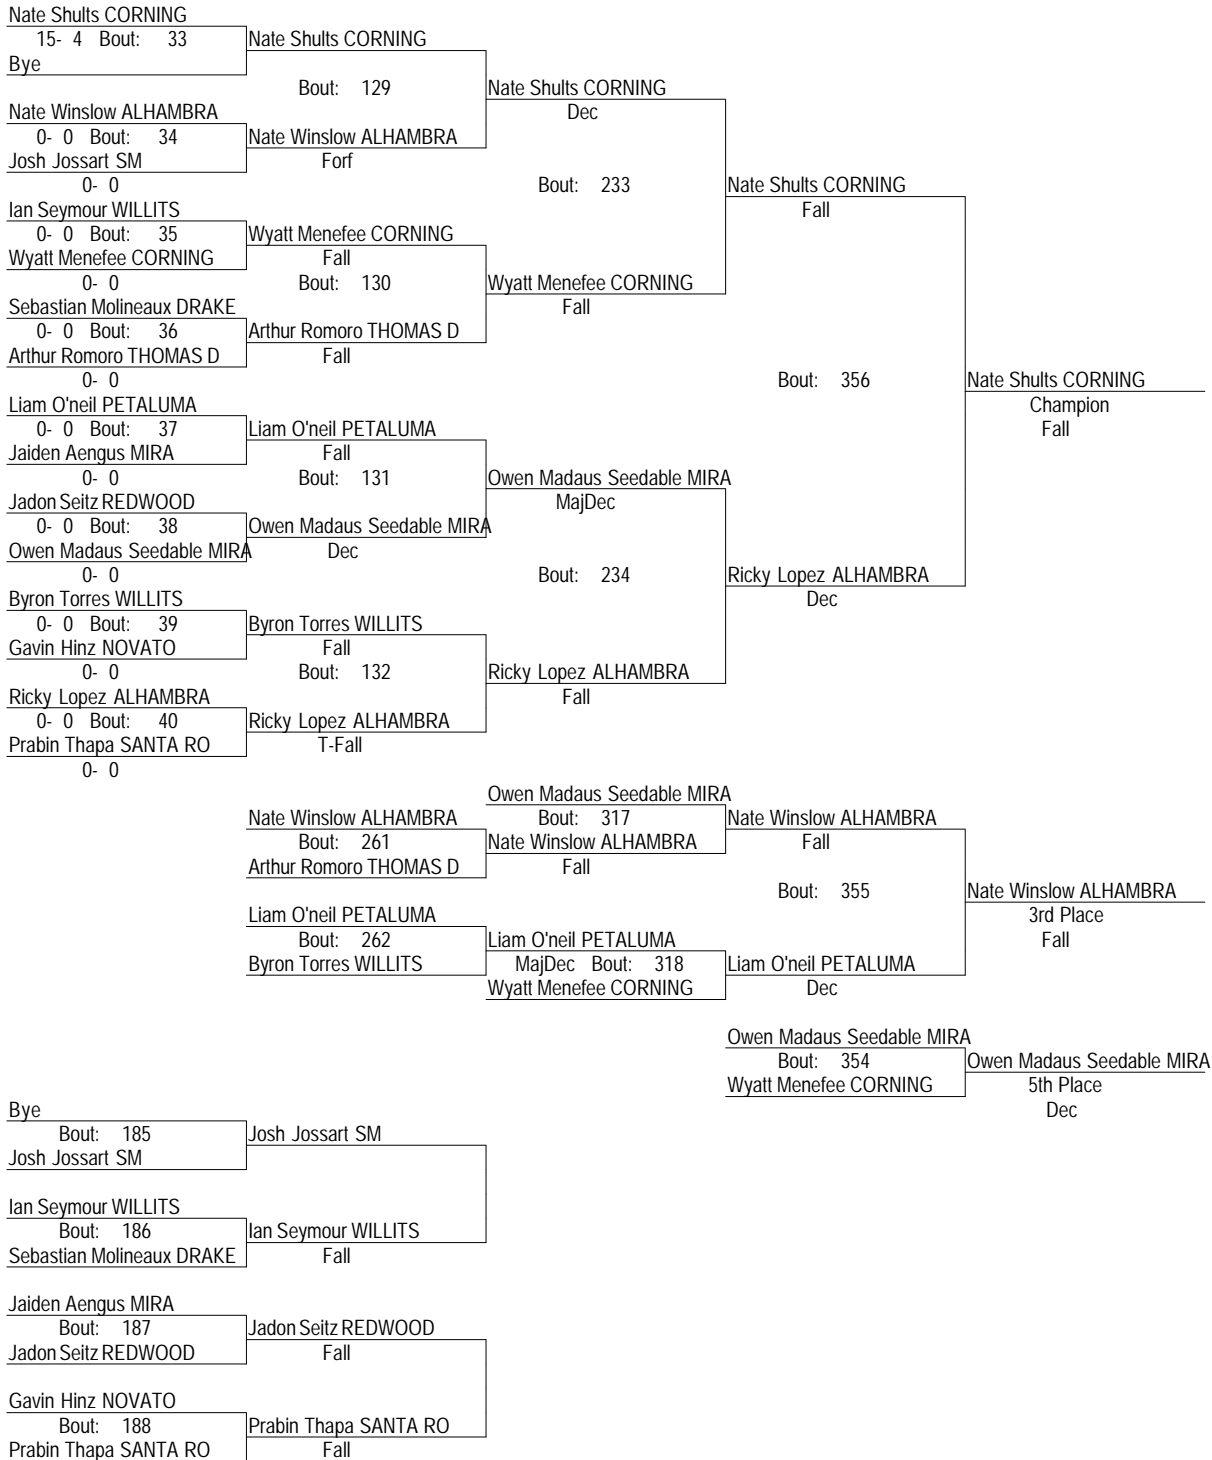 Nate Shults CORNING
15- 4 Bout: 33 Nate Shults CORNING
Bye
Bout: 129 Nate Shults CORNING
Nate Winslow ALHAMBRA Dec
0- 0 Bout: 34 Nate Winslow ALHAMBRA
Josh Jossart SM Forf
0- 0 Bout: 233 Nate Shults CORNING
Ian Seymour WILLITS Fall
0- 0 Bout: 35 Wyatt Menefee CORNING
Wyatt Menefee CORNING Fall
0- 0 Bout: 130 Wyatt Menefee CORNING
Sebastian Molineaux DRAKE Fall
0- 0 Bout: 36 Arthur Romoro THOMAS D
Arthur Romoro THOMAS D Fall
0- 0 Bout: 356 Nate Shults CORNING
Liam O'neil PETALUMA Champion
0- 0 Bout: 37 Liam O'neil PETALUMA Fall
Jaiden Aengus MIRA Fall
0- 0 Bout: 131 Owen Madaus Seedable MIRA
Jadon Seitz REDWOOD MajDec
0- 0 Bout: 38 Owen Madaus Seedable MIRA
Owen Madaus Seedable MIRA Dec
0- 0 Bout: 234 Ricky Lopez ALHAMBRA
Byron Torres WILLITS Dec
0- 0 Bout: 39 Byron Torres WILLITS
Gavin Hinz NOVATO Fall
0- 0 Bout: 132 Ricky Lopez ALHAMBRA
Ricky Lopez ALHAMBRA Fall
0- 0 Bout: 40 Ricky Lopez ALHAMBRA
Prabin Thapa SANTA RO T-Fall
0- 0
Owen Madaus Seedable MIRA
Nate Winslow ALHAMBRA Bout: 317 Nate Winslow ALHAMBRA
Bout: 261 Nate Winslow ALHAMBRA Fall
Arthur Romoro THOMAS D Fall
Bout: 355 Nate Winslow ALHAMBRA
Liam O'neil PETALUMA 3rd Place
Bout: 262 Liam O'neil PETALUMA Fall
Byron Torres WILLITS MajDec Bout: 318 Liam O'neil PETALUMA
Wyatt Menefee CORNING Dec
Owen Madaus Seedable MIRA
Bout: 354 Owen Madaus Seedable MIRA
Wyatt Menefee CORNING 5th Place
Bye Dec
Bout: 185 Josh Jossart SM
Josh Jossart SM
Ian Seymour WILLITS
Bout: 186 Ian Seymour WILLITS
Sebastian Molineaux DRAKE Fall
Jaiden Aengus MIRA
Bout: 187 Jadon Seitz REDWOOD
Jadon Seitz REDWOOD Fall
Gavin Hinz NOVATO
Bout: 188 Prabin Thapa SANTA RO
Prabin Thapa SANTA RO Fall